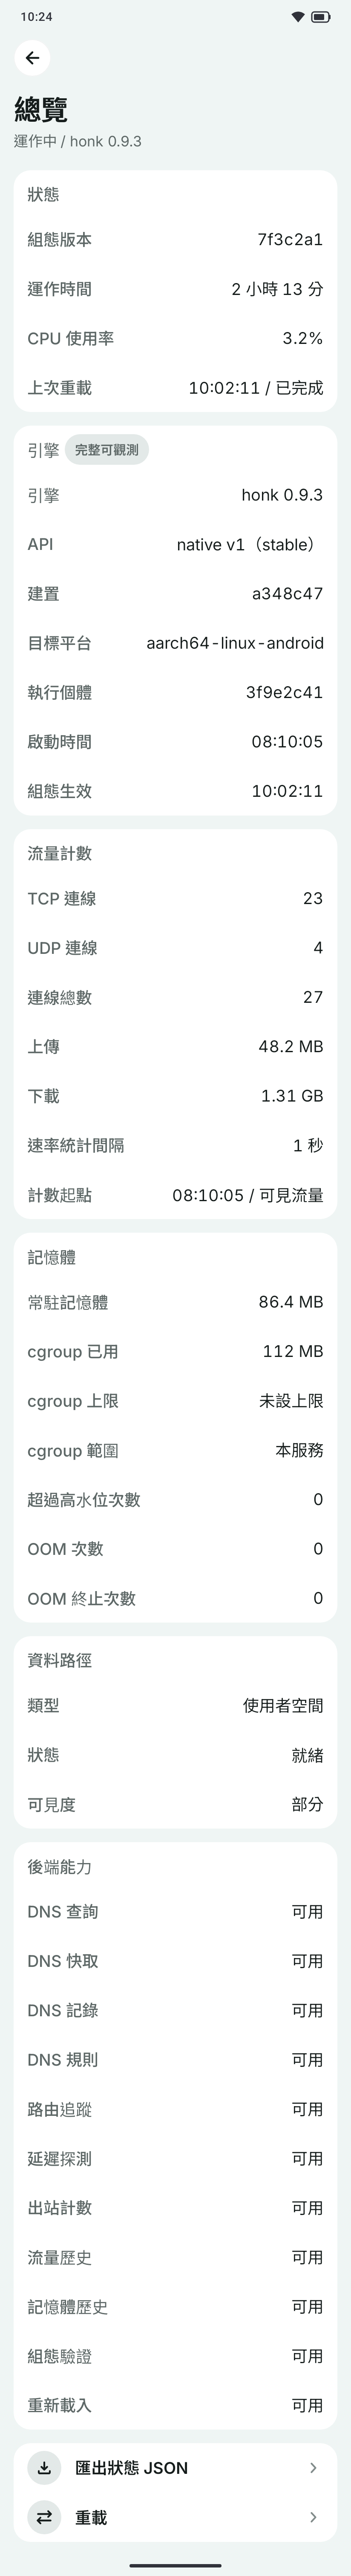 10:24
總覽
運作中 / honk 0.9.3
狀態
組態版本 7f3c2a1
運作時間 2 小時 13 分
CPU 使用率 3.2%
上次重載 10:02:11 / 已完成
引擎 完整可觀測
引擎 honk 0.9.3
API native v1（stable）
建置 a348c47
目標平台 aarch64-linux-android
執行個體 3f9e2c41
啟動時間 08:10:05
組態生效 10:02:11
流量計數
TCP 連線 23
UDP 連線 4
連線總數 27
上傳 48.2 MB
下載 1.31 GB
速率統計間隔 1 秒
計數起點 08:10:05 / 可見流量
記憶體
常駐記憶體 86.4 MB
cgroup 已用 112 MB
cgroup 上限 未設上限
cgroup 範圍 本服務
超過高水位次數 0
OOM 次數 0
OOM 終止次數 0
資料路徑
類型 使用者空間
狀態 就緒
可見度 部分
後端能力
DNS 查詢 可用
DNS 快取 可用
DNS 記錄 可用
DNS 規則 可用
路由追蹤 可用
延遲探測 可用
出站計數 可用
流量歷史 可用
記憶體歷史 可用
組態驗證 可用
重新載入 可用
匯出狀態 JSON
重載